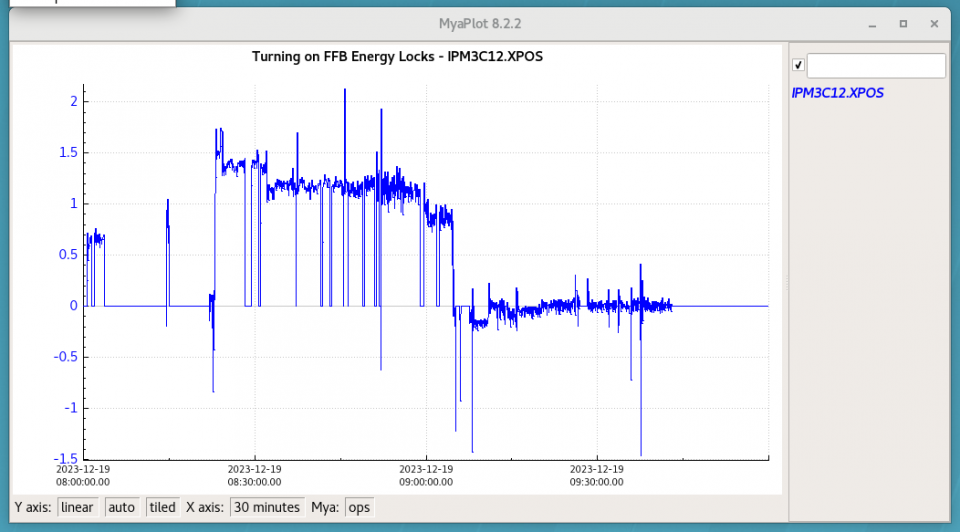 MyaPlot 8.2.2
Turning on FFB Energy Locks - IPM3C12.XPOS
IPM3C12.XPOS
2
1.5
1
0.5
0
-0.5
-1
-1.5
2023-12-19 2023-12-19 2023-12-19 2023-12-19
08:00:00.00 08:30:00.00 09:00:00.00 09:30:00.00
Y axis: linear auto tiled X axis: 30 minutes Mya: ops